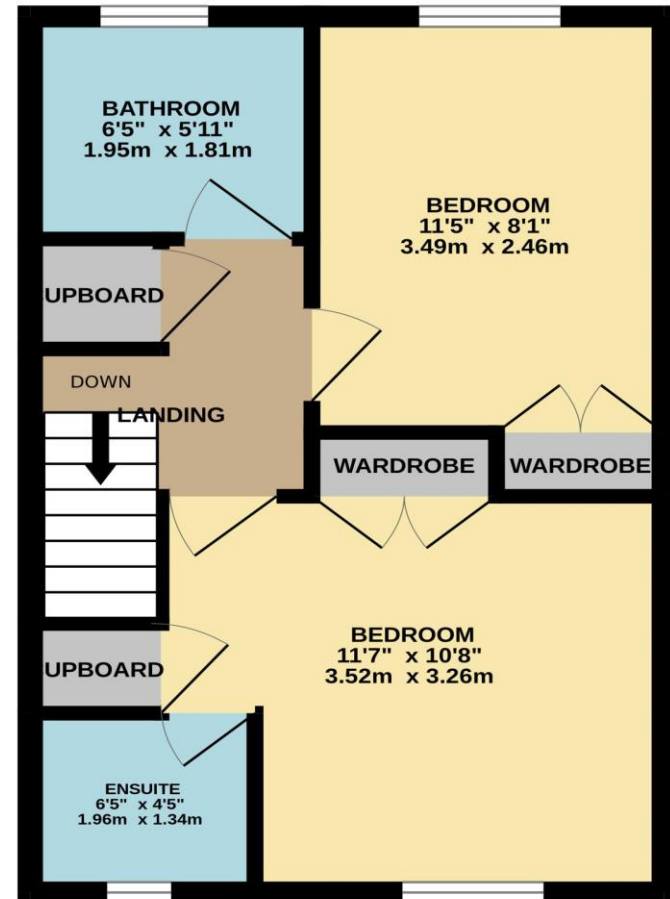 BATHROOM
6'5" x 5'11"
1.95m x 1.81m
BEDROOM
11'5" x 8'1"
3.49m x 2.46m
UPBOARD
DOWN
LANDING
WARDROBE
WARDROBE
BEDROOM
11'7" x 10'8"
3.52m x 3.26m
UPBOARD
ENSUITE
6'5" x 4'5"
1.96m x 1.34m